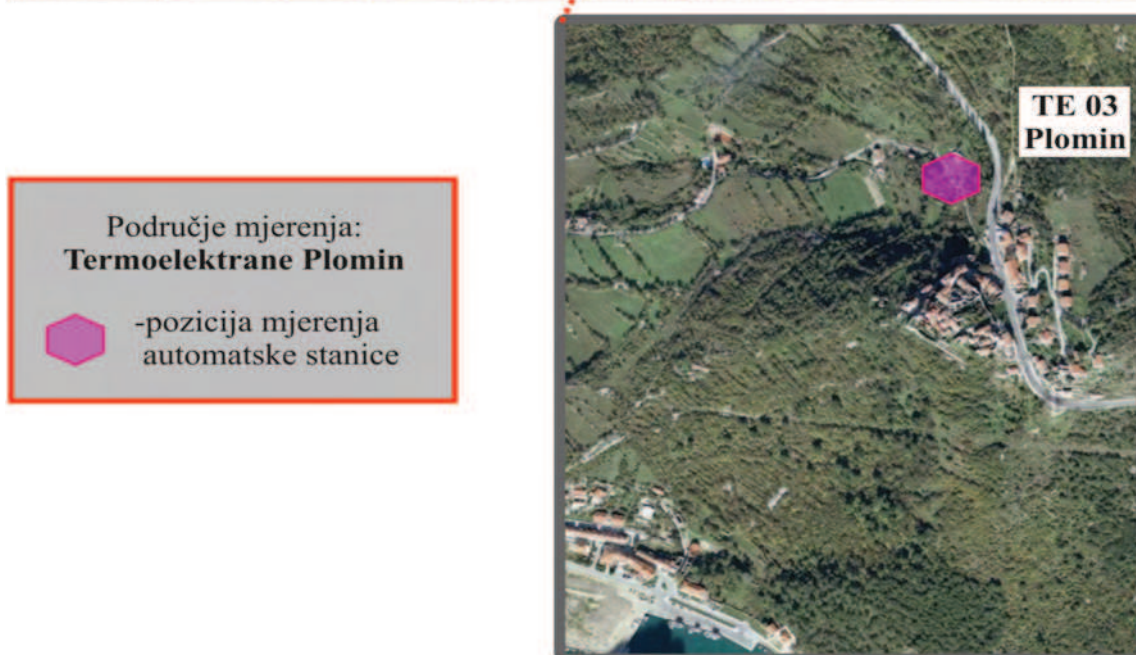 Područje mjerenja:
Termoelektrane Plomin
-pozicija mjerenja
automatske stanice
TE 03
Plomin